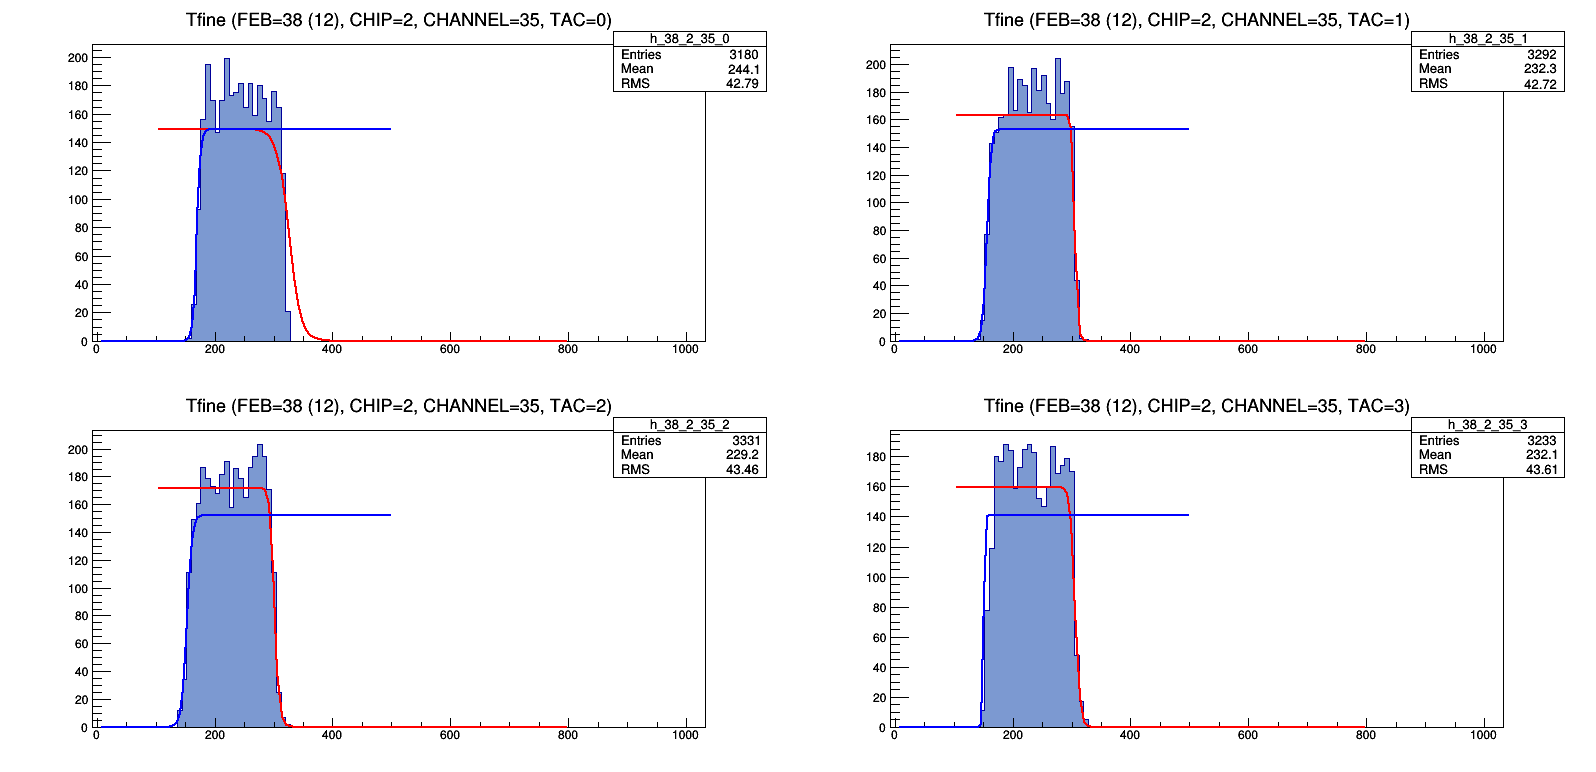 Tfine (FEB=38 (12), CHIP=2, CHANNEL=35, TAC=0)
h_38_2_35_0
Entries 3180
Mean 244.1
RMS 42.79
200
180
160
140
120
100
80
60
40
20
0
0 200 400 600 800 1000
Tfine (FEB=38 (12), CHIP=2, CHANNEL=35, TAC=1)
h_38_2_35_1
Entries 3292
Mean 232.3
RMS 42.72
200
180
160
140
120
100
80
60
40
20
0
0 200 400 600 800 1000
Tfine (FEB=38 (12), CHIP=2, CHANNEL=35, TAC=2)
h_38_2_35_2
Entries 3331
Mean 229.2
RMS 43.46
200
180
160
140
120
100
80
60
40
20
0
0 200 400 600 800 1000
Tfine (FEB=38 (12), CHIP=2, CHANNEL=35, TAC=3)
h_38_2_35_3
Entries 3233
Mean 232.1
RMS 43.61
180
160
140
120
100
80
60
40
20
0
0 200 400 600 800 1000